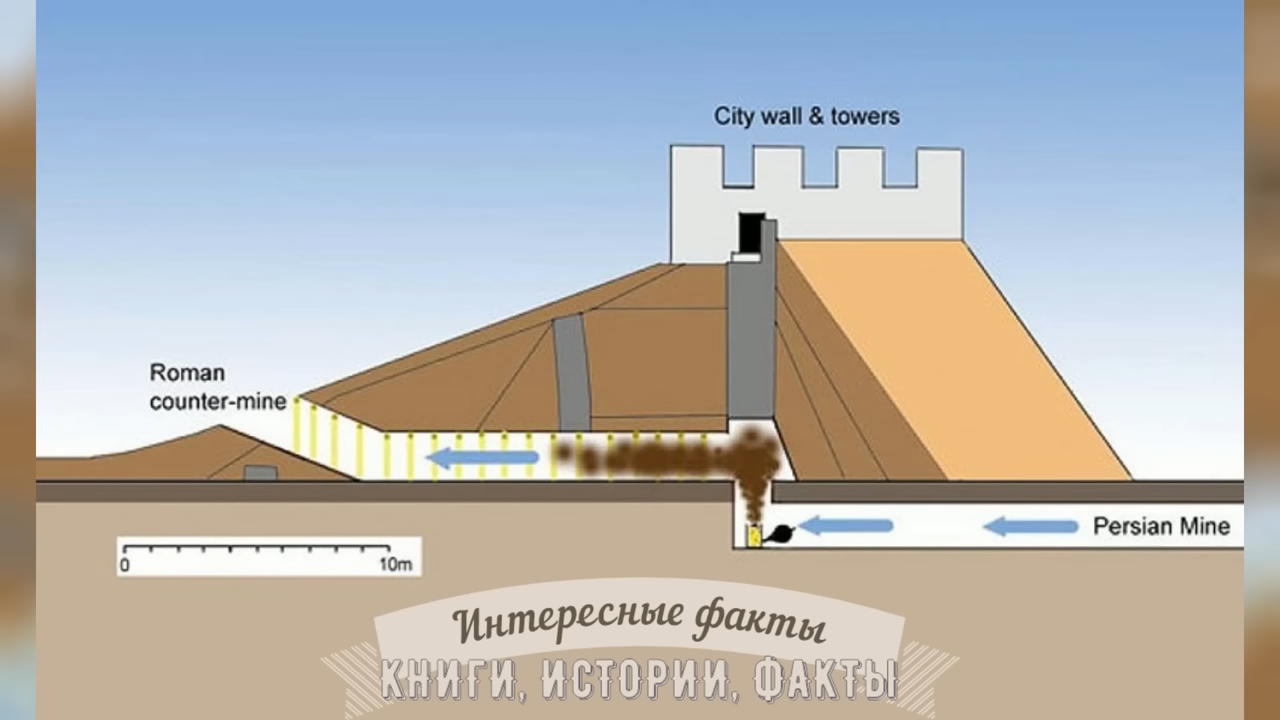 City wall & towers
Roman
counter-mine
Persian Mine
0 10m
Интересные факты
КНИГИ, ИСТОРИИ, ФАКТЫ